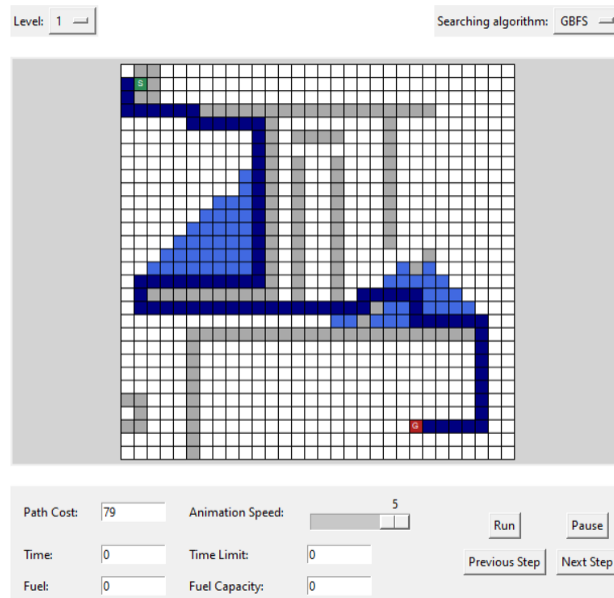 Level: 1 Searching algorithm: GBFS
S
G
5
Path Cost: 79 Animation Speed:
Run Pause
Time: 0 Time Limit: 0
Previous Step Next Step
Fuel: 0 Fuel Capacity: 0